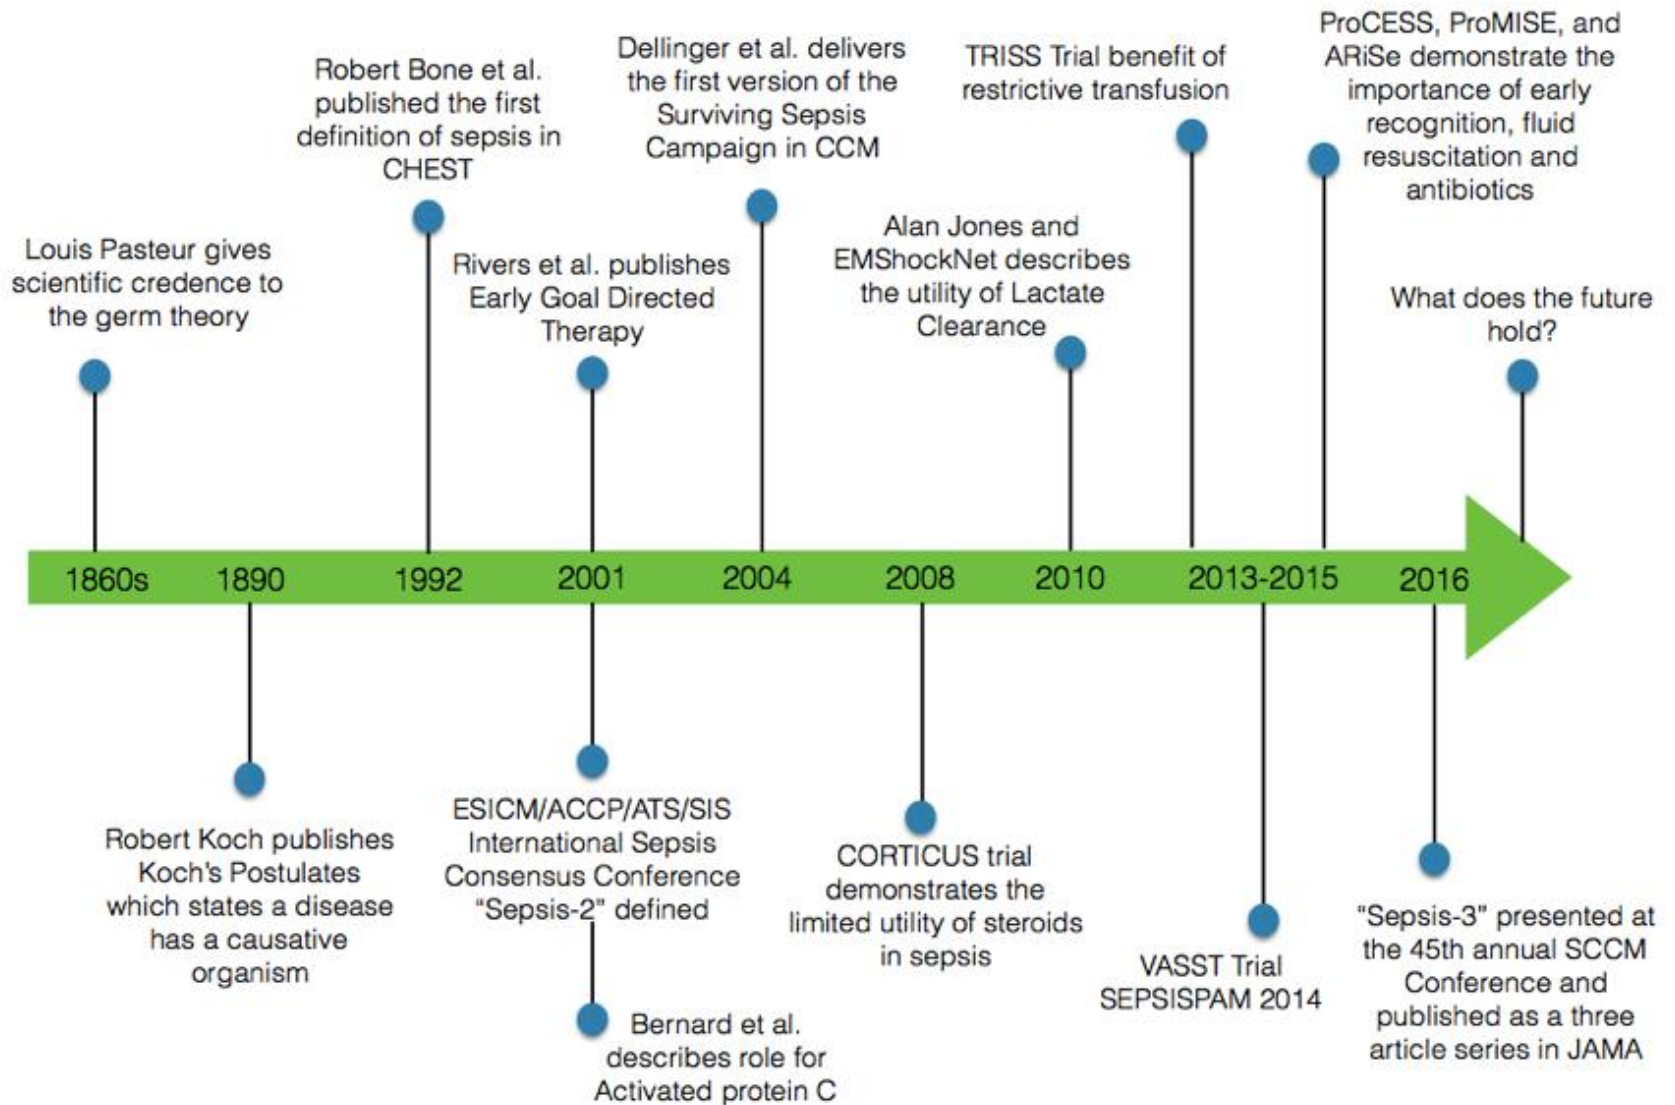 Louis Pasteur gives
scientific credence to
the germ theory
Robert Bone et al.
published the first
definition of sepsis in
CHEST
Rivers et al. publishes
Early Goal Directed
Therapy
Dellinger et al. delivers
the first version of the
Surviving Sepsis
Campaign in CCM
Alan Jones and
EMShockNet describes
the utility of Lactate
Clearance
TRISS Trial benefit of
restrictive transfusion
ProCESS, ProMISE, and
ARiSe demonstrate the
importance of early
recognition, fluid
resuscitation and
antibiotics
What does the future
hold?
1860s 1890 1992 2001 2004 2008 2010 2013-2015 2016
Robert Koch publishes
Koch's Postulates
which states a disease
has a causative
organism
ESICM/ACCP/ATS/SIS
International Sepsis
Consensus Conference
“Sepsis-2” defined
Bernard et al.
describes role for
Activated protein C
CORTICUS trial
demonstrates the
limited utility of steroids
in sepsis
VASST Trial
SEPSISPAM 2014
“Sepsis-3” presented at
the 45th annual SCCM
Conference and
published as a three
article series in JAMA